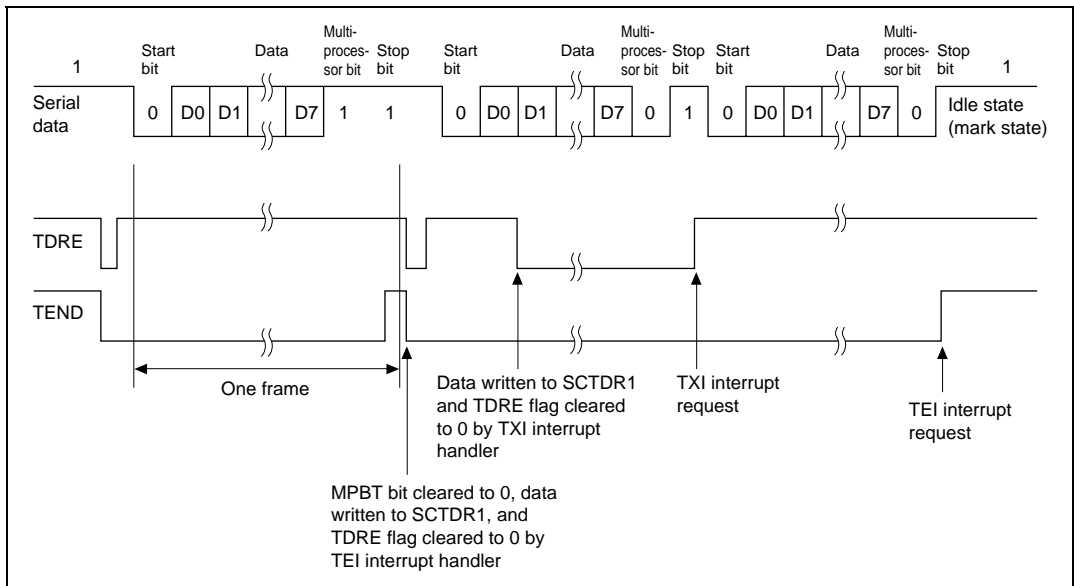 1
Start
bit
Data
Multi-
proces-
sor bit
Stop
bit
Start
bit
Data
Multi-
proces-
sor bit
Stop
bit
Start
bit
Data
Multi-
proces-
sor bit
Stop
bit
1
Serial
data
0 D0 D1 D7 1 1 0 D0 D1 D7 0 1 0 D0 D1 D7 0
Idle state
(mark state)
TDRE
TEND
One frame
Data written to SCTDR1
and TDRE flag cleared
to 0 by TXI interrupt
handler
TXI interrupt
request
TEI interrupt
request
MPBT bit cleared to 0, data
written to SCTDR1, and
TDRE flag cleared to 0 by
TEI interrupt handler